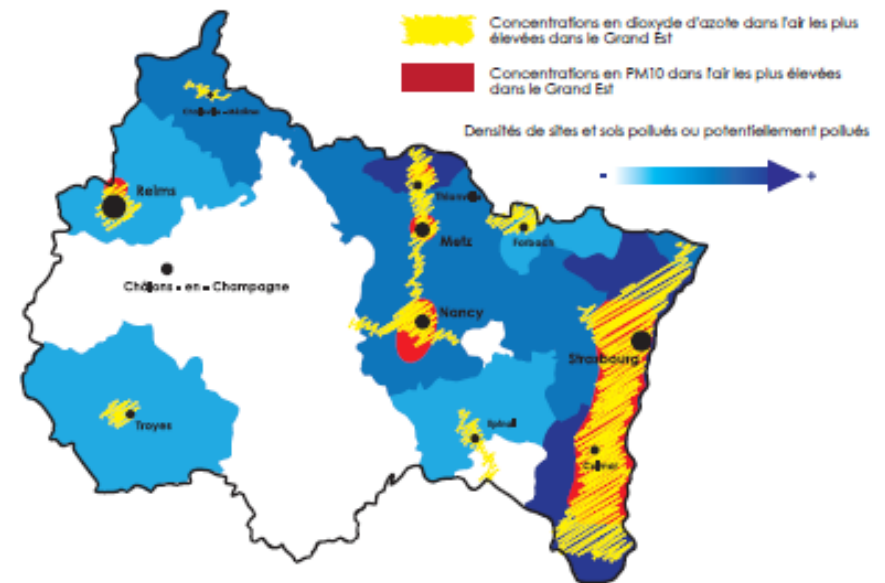 Concentrations en dioxyde d'azote dans l'air les plus
élevées dans le Grand Est
Concentrations en PM10 dans l'air les plus élevées
dans le Grand Est
Densités de sites et sols pollués ou potentiellement pollués
- +
Reims
Thionville
Metz
Forbach
Châlons - en - Champagne
Nancy
Strasbourg
Troyes
Epinal
Colmar